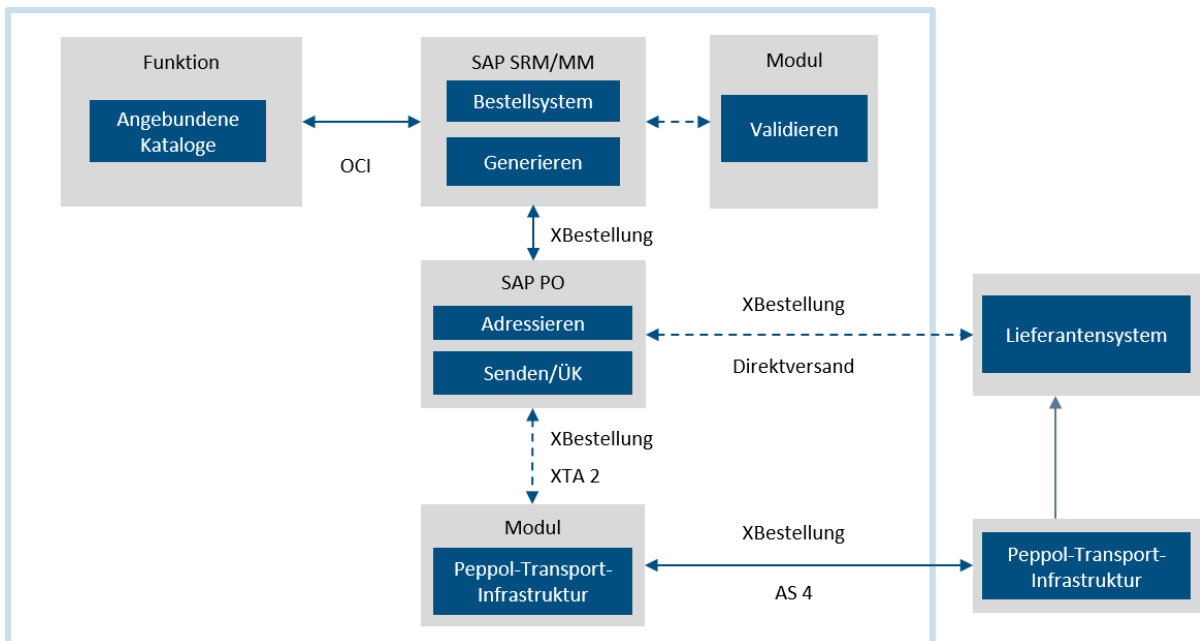 Funktion
Angebundene
Kataloge
OCI
SAP SRM/MM
Bestellsystem
Generieren
Modul
Validieren
XBestellung
SAP PO
Adressieren
Senden/ÜK
XBestellung
Direktversand
Lieferantensystem
XBestellung
XTA 2
Modul
Peppol-Transport-
Infrastruktur
XBestellung
AS 4
Peppol-Transport-
Infrastruktur